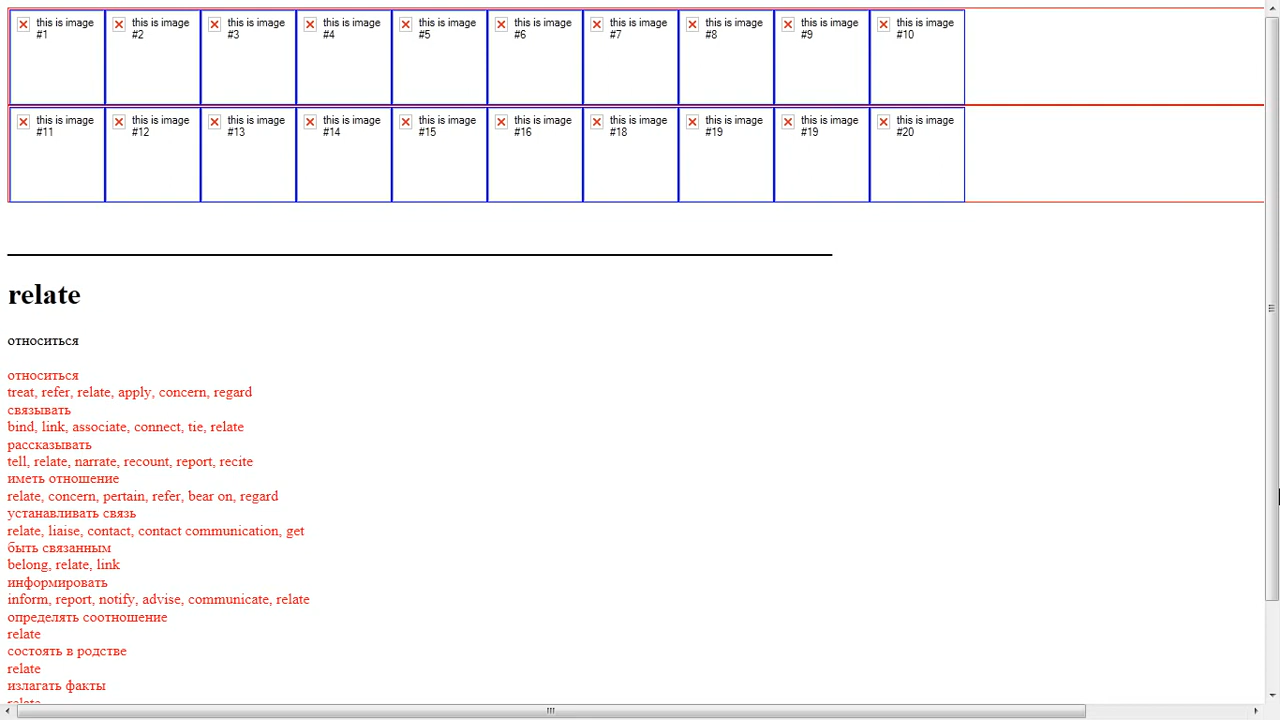 this is image #1 this is image #2 this is image #3 this is image #4 this is image #5 this is image #6 this is image #7 this is image #8 this is image #9 this is image #10
this is image #11 this is image #12 this is image #13 this is image #14 this is image #15 this is image #16 this is image #18 this is image #19 this is image #19 this is image #20
relate
относиться
относиться
treat, refer, relate, apply, concern, regard
связывать
bind, link, associate, connect, tie, relate
рассказывать
tell, relate, narrate, recount, report, recite
иметь отношение
relate, concern, pertain, refer, bear on, regard
устанавливать связь
relate, liaise, contact, contact communication, get
быть связанным
belong, relate, link
информировать
inform, report, notify, advise, communicate, relate
определять соотношение
relate
состоять в родстве
relate
излагать факты
relate